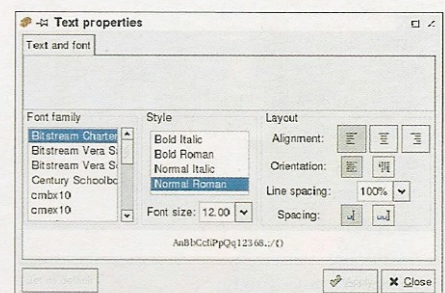 Text properties
Text and font
Font family
Bitstream Charter
Bitstream Vera S
Bitstream Vera S
Century Schoolbo
cmbx10
cmex10
Style
Bold Italic
Bold Roman
Normal Italic
Normal Roman
Font size: 12.00
Layout
Alignment:
Orientation:
Line spacing: 100%
Spacing:
AaBbCcIiPpQq12368.:/()
Apply
Close